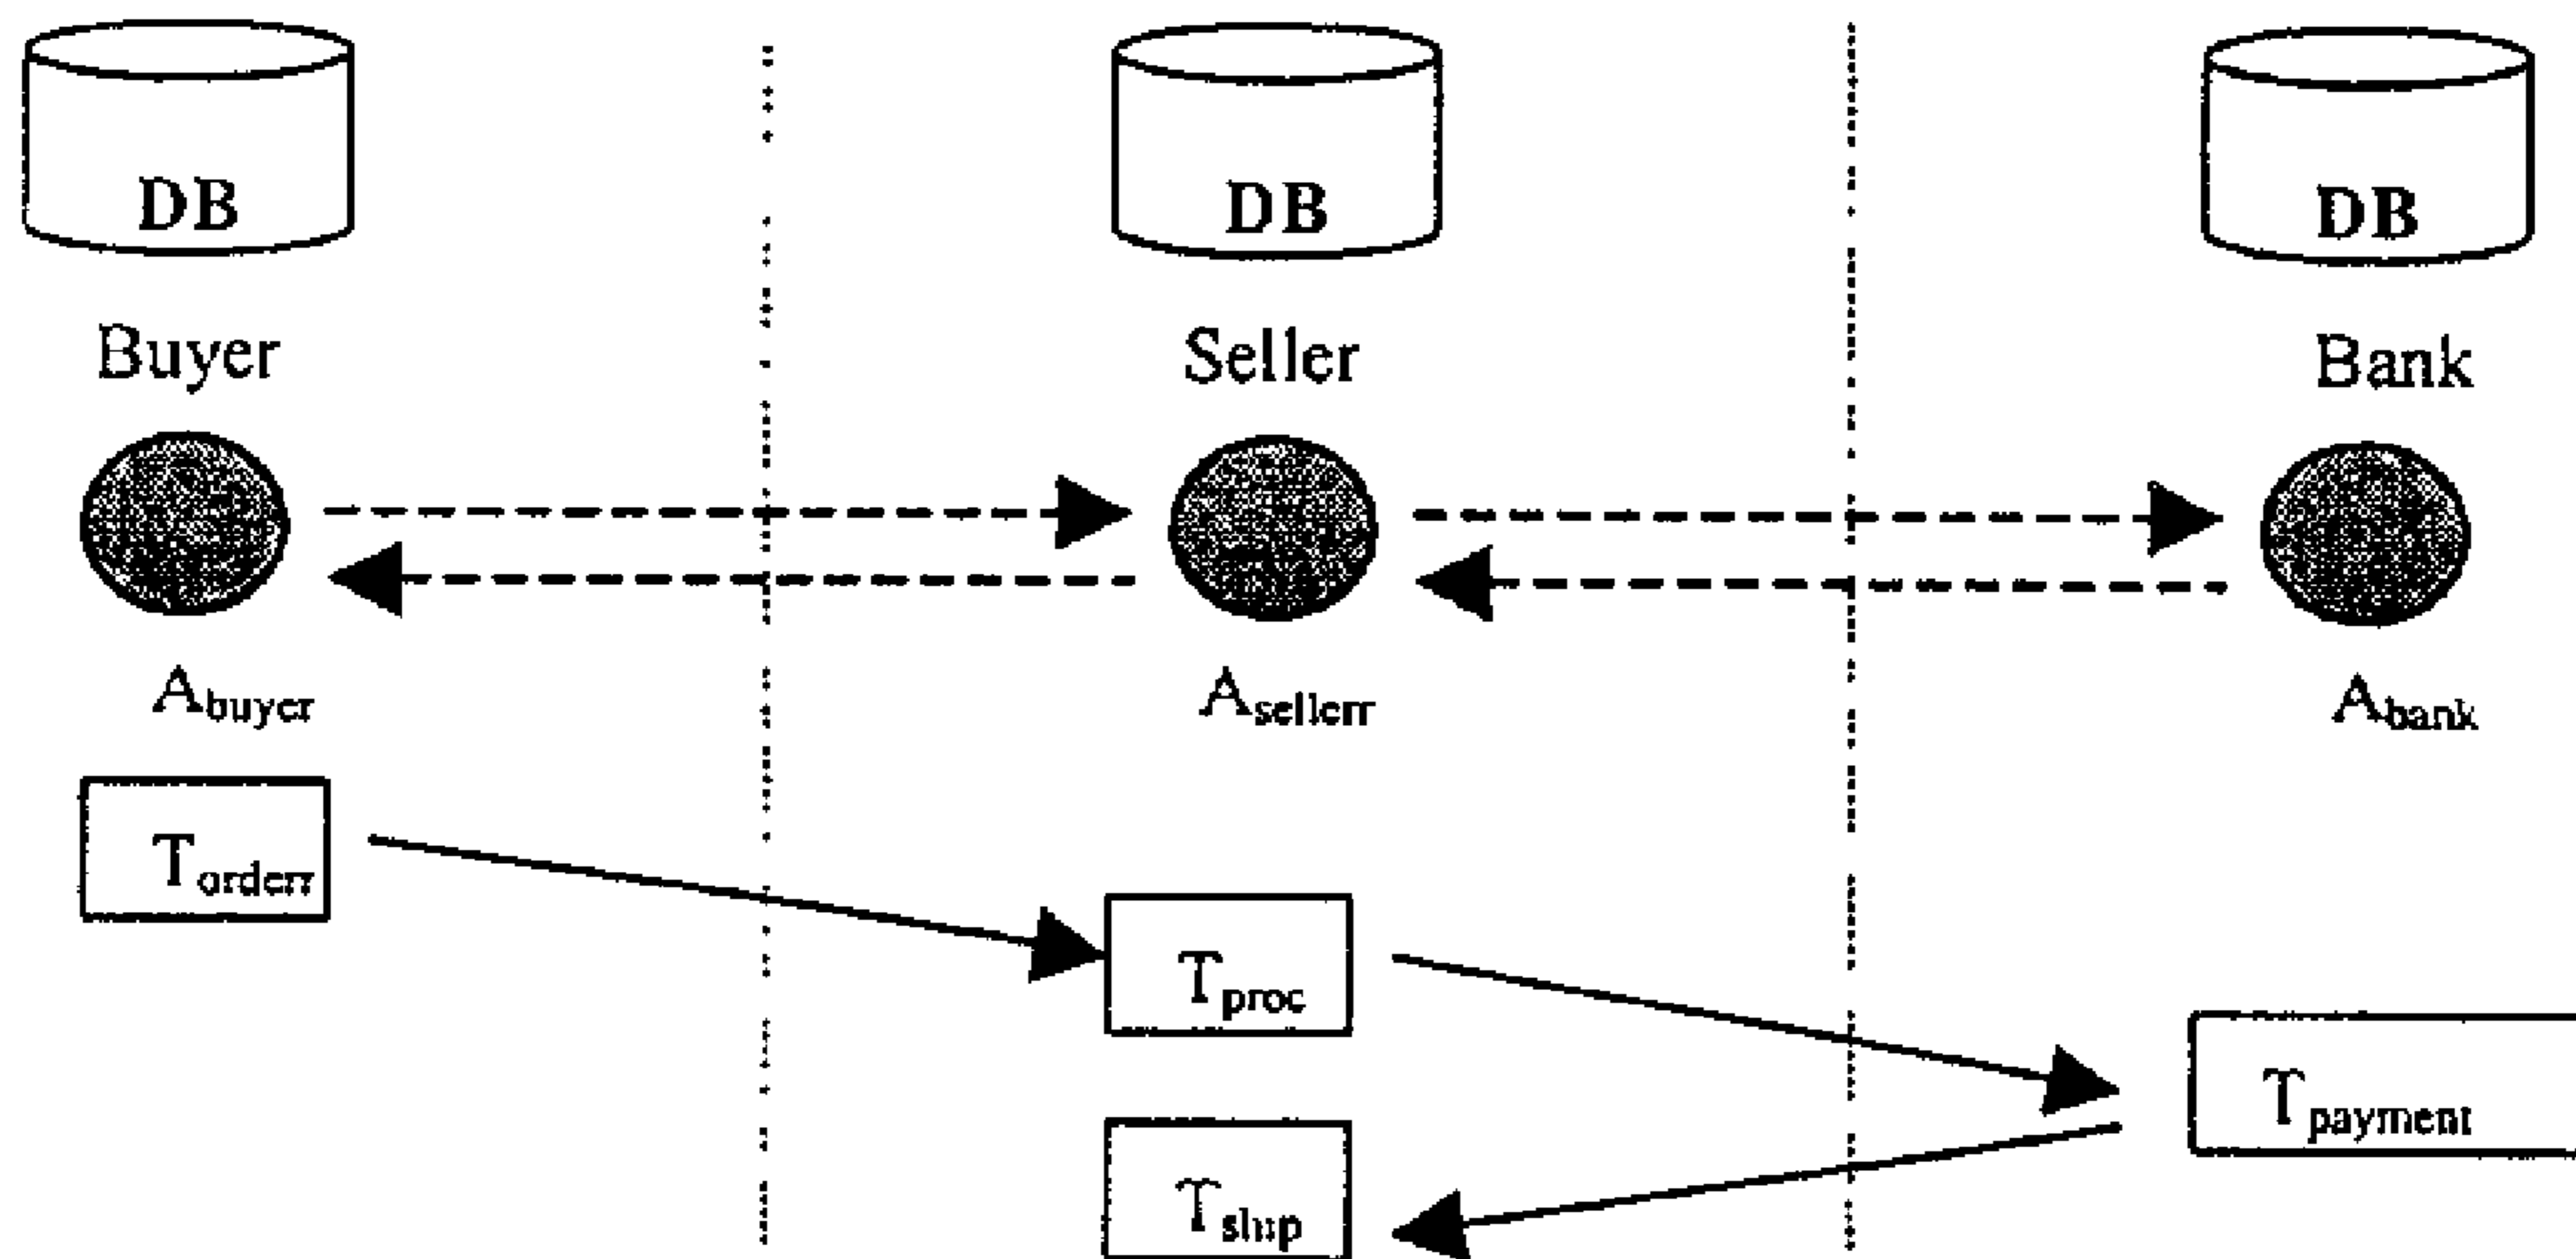 DB DB DB
Buyer Seller Bank
Abuyer Asellerr Abank
Torderr
Tproc
Tpayment
Tship